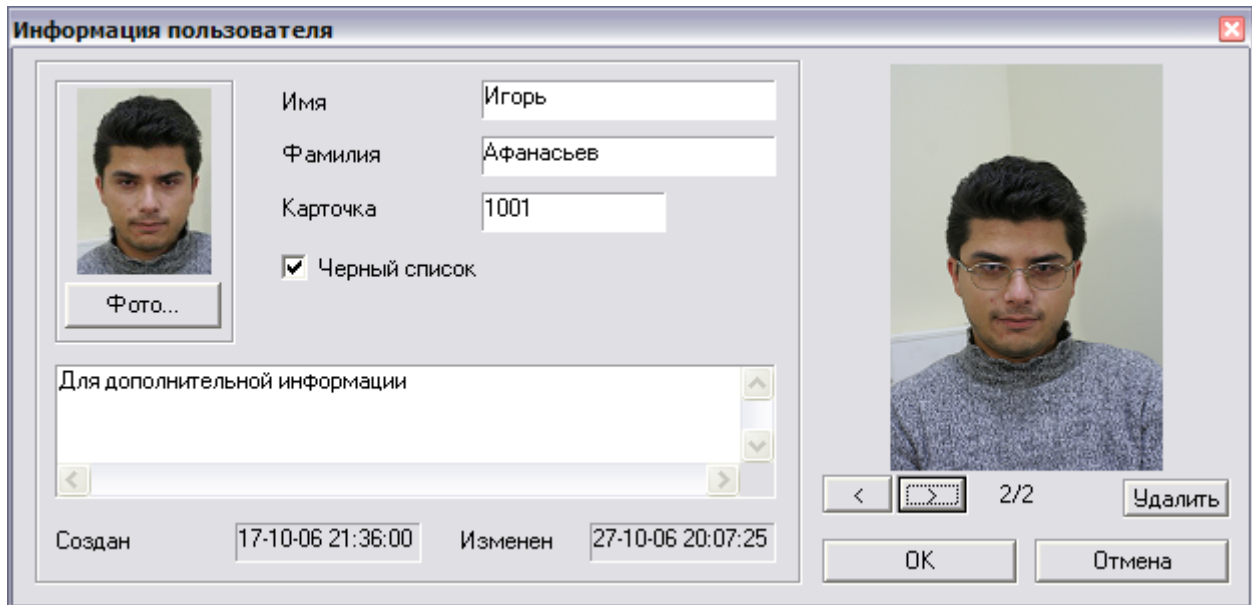 Информация пользователя
Имя
Игорь
Фамилия
Афанасьев
Карточка
1001
Черный список
Фото...
Для дополнительной информации
Создан
17-10-06 21:36:00
Изменен
27-10-06 20:07:25
<
>
2/2
Удалить
OK
Отмена